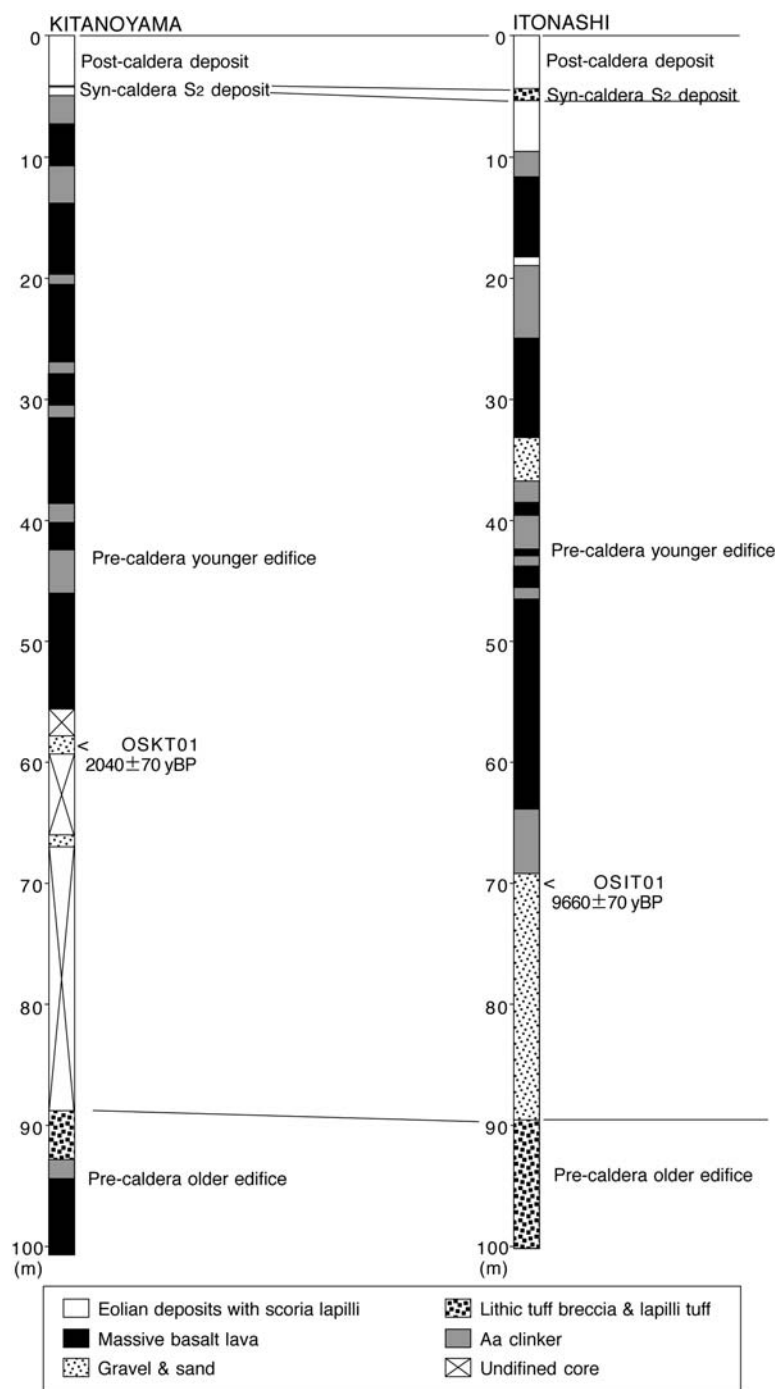 KITANOYAMA
0
Post-caldera deposit
Syn-caldera S2 deposit
10
20
30
40
Pre-caldera younger edifice
50
OSKT01
< 2040±70 yBP
60
70
80
90
Pre-caldera older edifice
100
(m)
ITONASHI
0
Post-caldera deposit
Syn-caldera S2 deposit
10
20
30
40
Pre-caldera younger edifice
50
60
70
< OSIT01
9660±70 yBP
80
90
Pre-caldera older edifice
100
(m)
Eolian deposits with scoria lapilli
Massive basalt lava
Gravel & sand
Lithic tuff breccia & lapilli tuff
Aa clinker
Undifined core